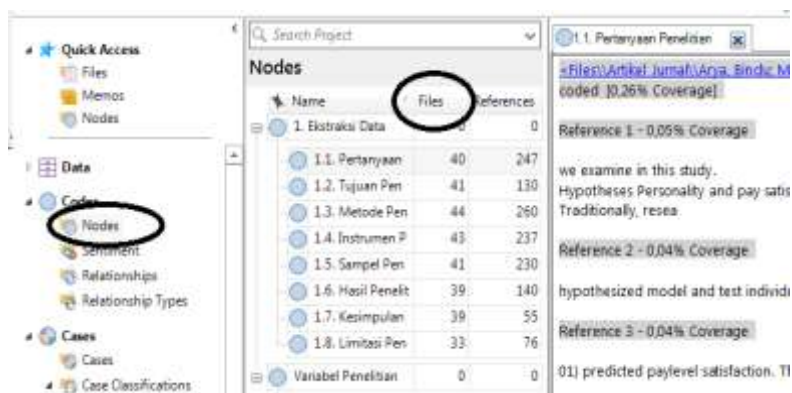 Quick Access
Files
Memos
Nodes
Data
Codes
Nodes
Sentiment
Relationships
Relationship Types
Cases
Cases
Case Classifications
Search Project
Nodes
Name Files References
1. Ekstraksi Data 0 0
1.1. Pertanyaan 40 247
1.2. Tujuan Pen 41 130
1.3. Metode Pen 44 260
1.4. Instrumen P 43 237
1.5. Sampel Pen 41 230
1.6. Hasil Penelit 39 140
1.7. Kesimpulan 39 55
1.8. Limitasi Pen 33 76
Variabel Penelitian 0 0
1.1. Pertanyaan Penelitian
<Files\\Artikel Jurnal\\Arya, Bindu; M
coded [0,26% Coverage]
Reference 1 - 0,05% Coverage
we examine in this study.
Hypotheses Personality and pay satis
Traditionally, resea
Reference 2 - 0,04% Coverage
hypothesized model and test individ
Reference 3 - 0,04% Coverage
01) predicted paylevel satisfaction. Th